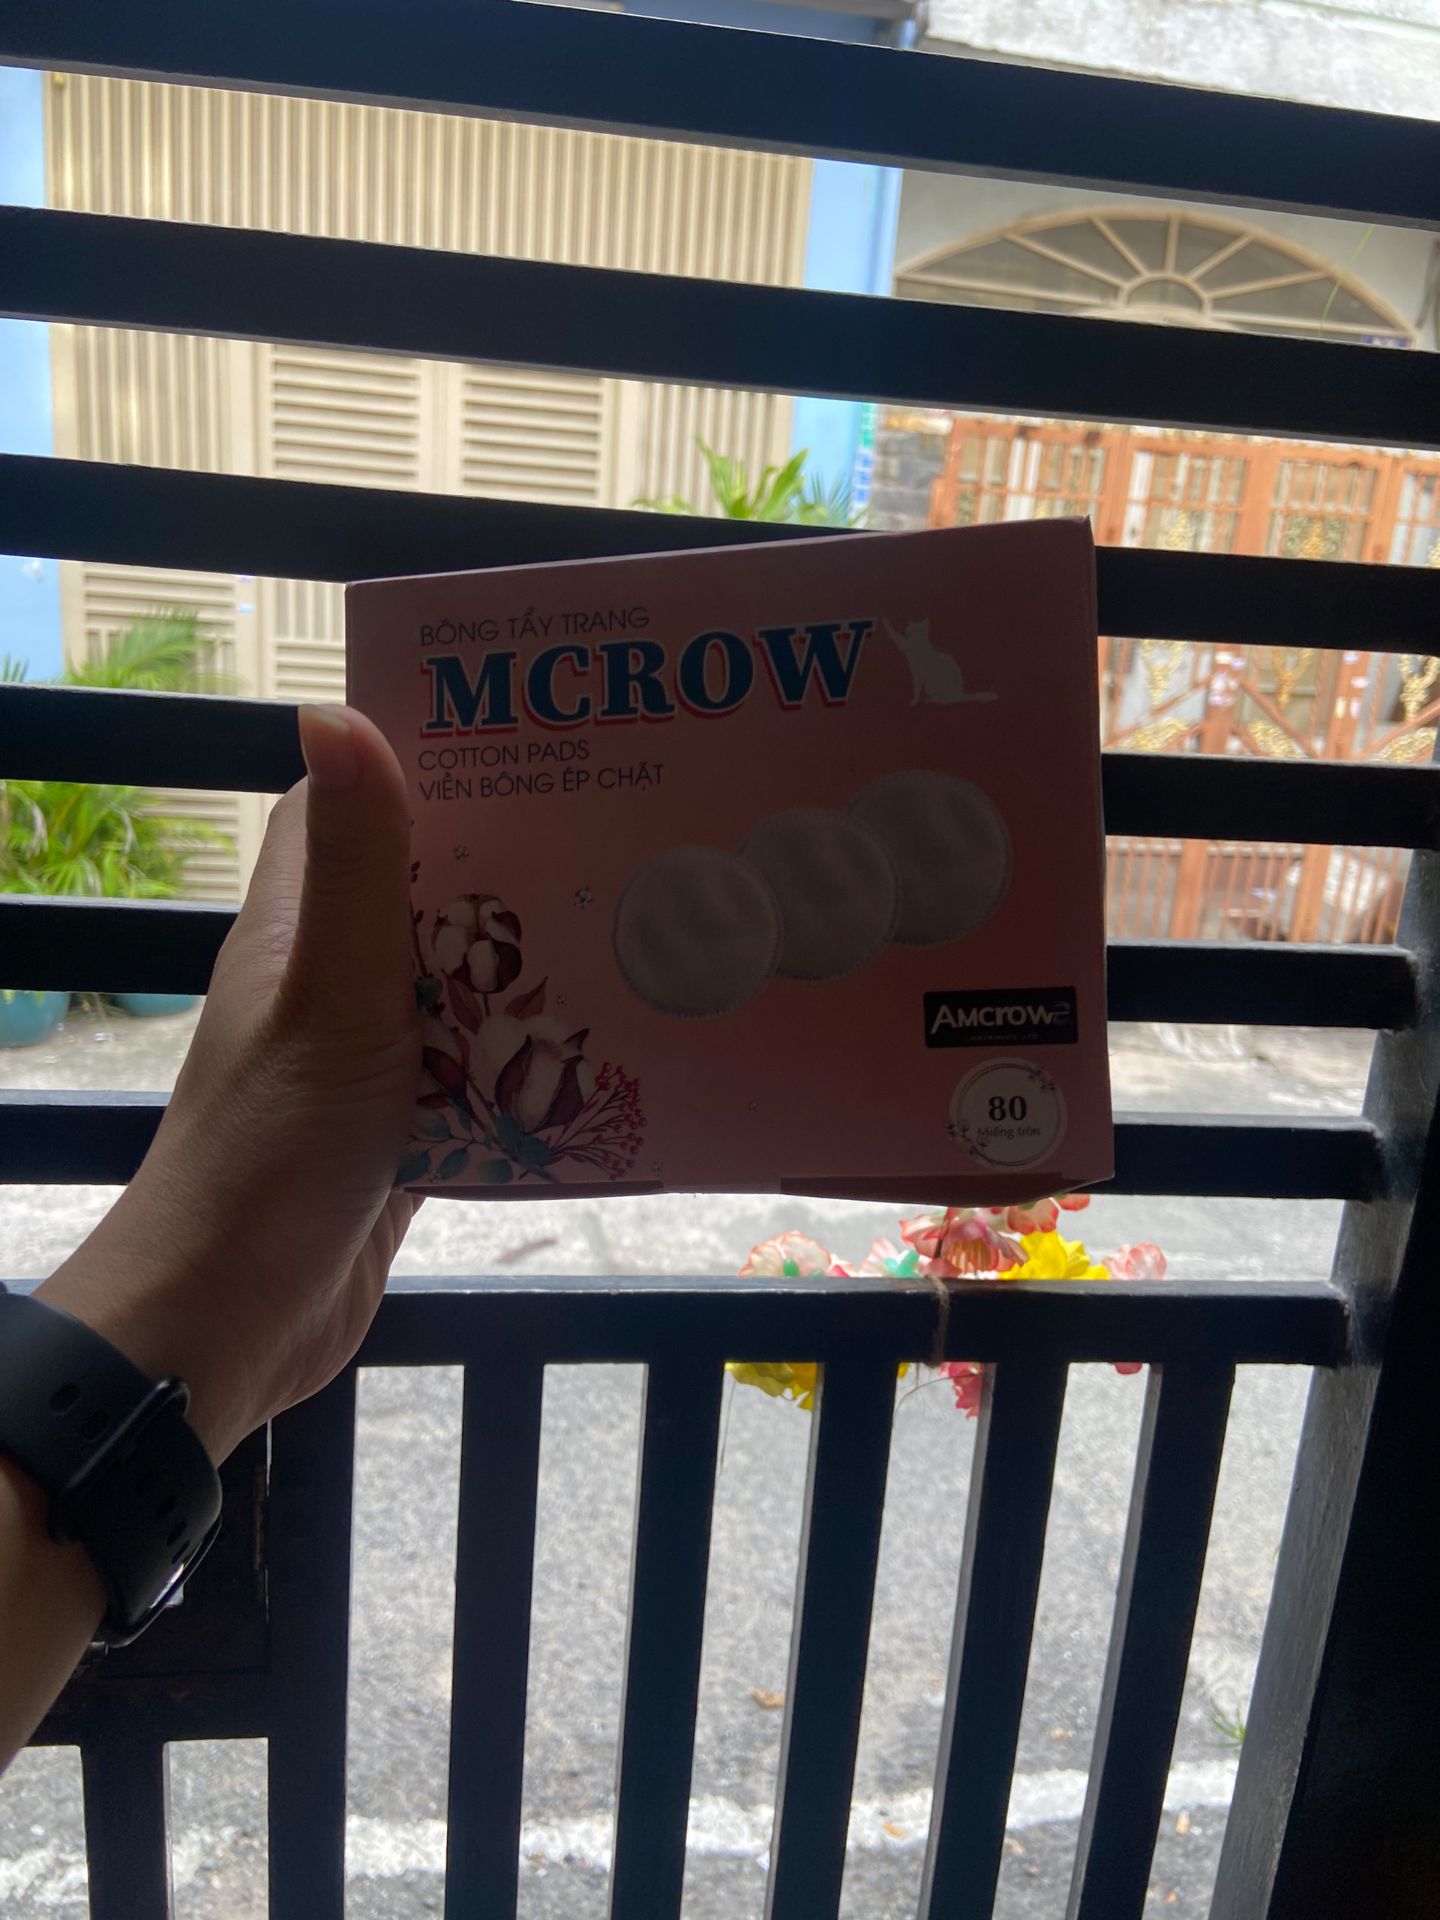 BÔNG TẨY TRANG
MCROW
COTTON PADS
VIỀN BÔNG ÉP CHẶT
AMCROW
80
Miếng tròn